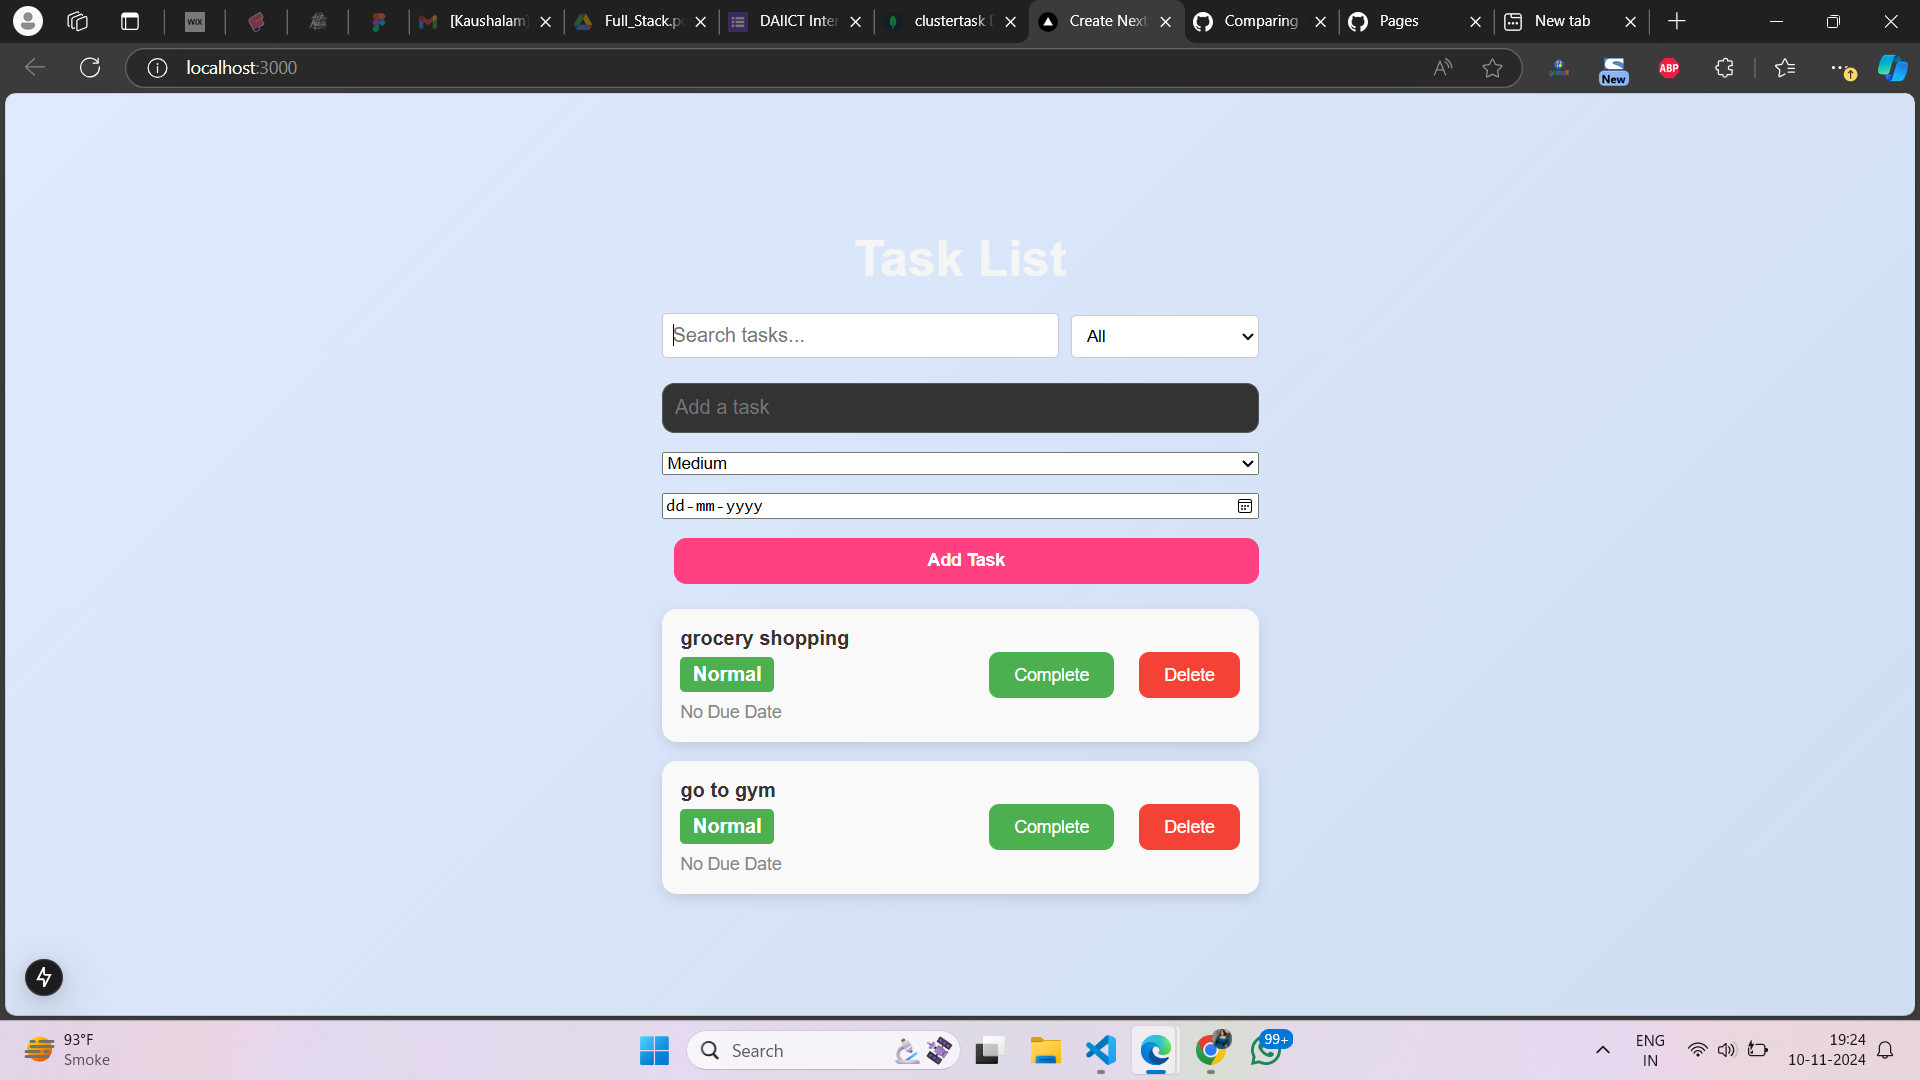 WIX
[Kaushalam]
Full_Stack.p
DAIICT Inter
clustertask
Create Next
Comparing
Pages
New tab
localhost:3000
A
grabit
New
ABP
Task List
Search tasks...
All
Add a task
Medium
dd-mm-yyyy
Add Task
grocery shopping
Normal
Complete
Delete
No Due Date
go to gym
Normal
Complete
Delete
No Due Date
93°F
Smoke
Search
99+
ENG
IN
19:24
10-11-2024